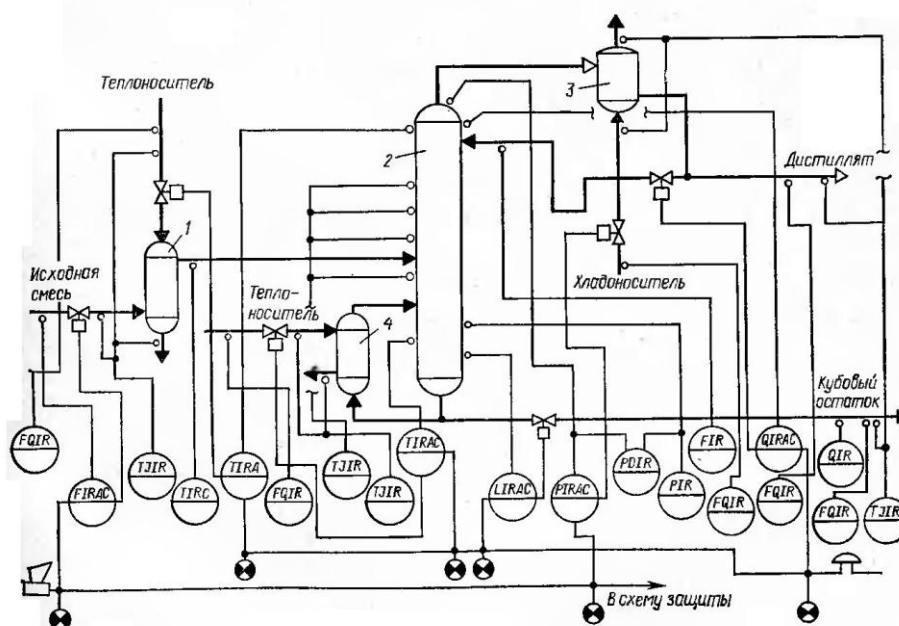 Теплоноситель
3
2
Дистиллят
1
Исходная
смесь
Тепло-
носитель
Хладоноситель
4
Кубовый
остаток
FQIR
FIRAC
TJIR
TIRC
TIRA
FQIR
TJIR
TJIR
TIRAC
LIRAC
PIRAC
PDIR
PIR
FIR
FQIR
QIRAC
FQIR
QIR
FQIR
TJIR
В схему защиты